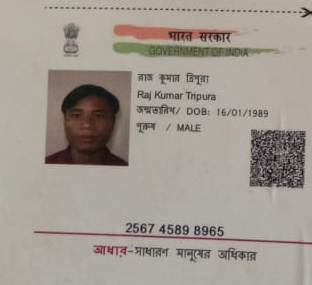 भारत सरकार
GOVERNMENT OF INDIA
রাজ কুমার ত্রিপুরা
Raj Kumar Tripura
জন্মতারিখ/ DOB: 16/01/1989
পুরুষ / MALE
2567 4589 8965
আধার-সাধারণ মানুষের অধিকার